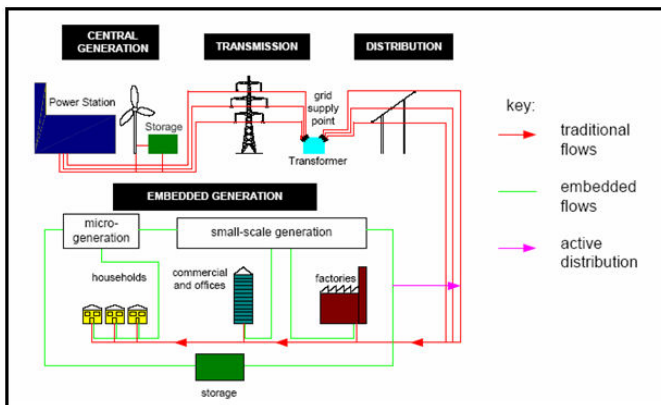 CENTRAL
GENERATION
TRANSMISSION
DISTRIBUTION
Power Station
Storage
grid
supply
point
Transformer
key:
traditional
flows
embedded
flows
active
distribution
EMBEDDED GENERATION
micro-
generation
small-scale generation
households
commercial
and offices
factories
storage